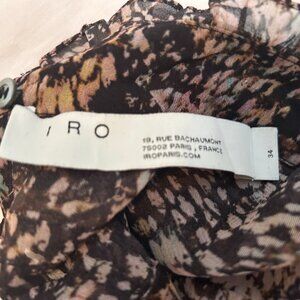 IRO
19, RUE BACHAUMONT
75002 PARIS, FRANCE
IROPARIS.COM
34